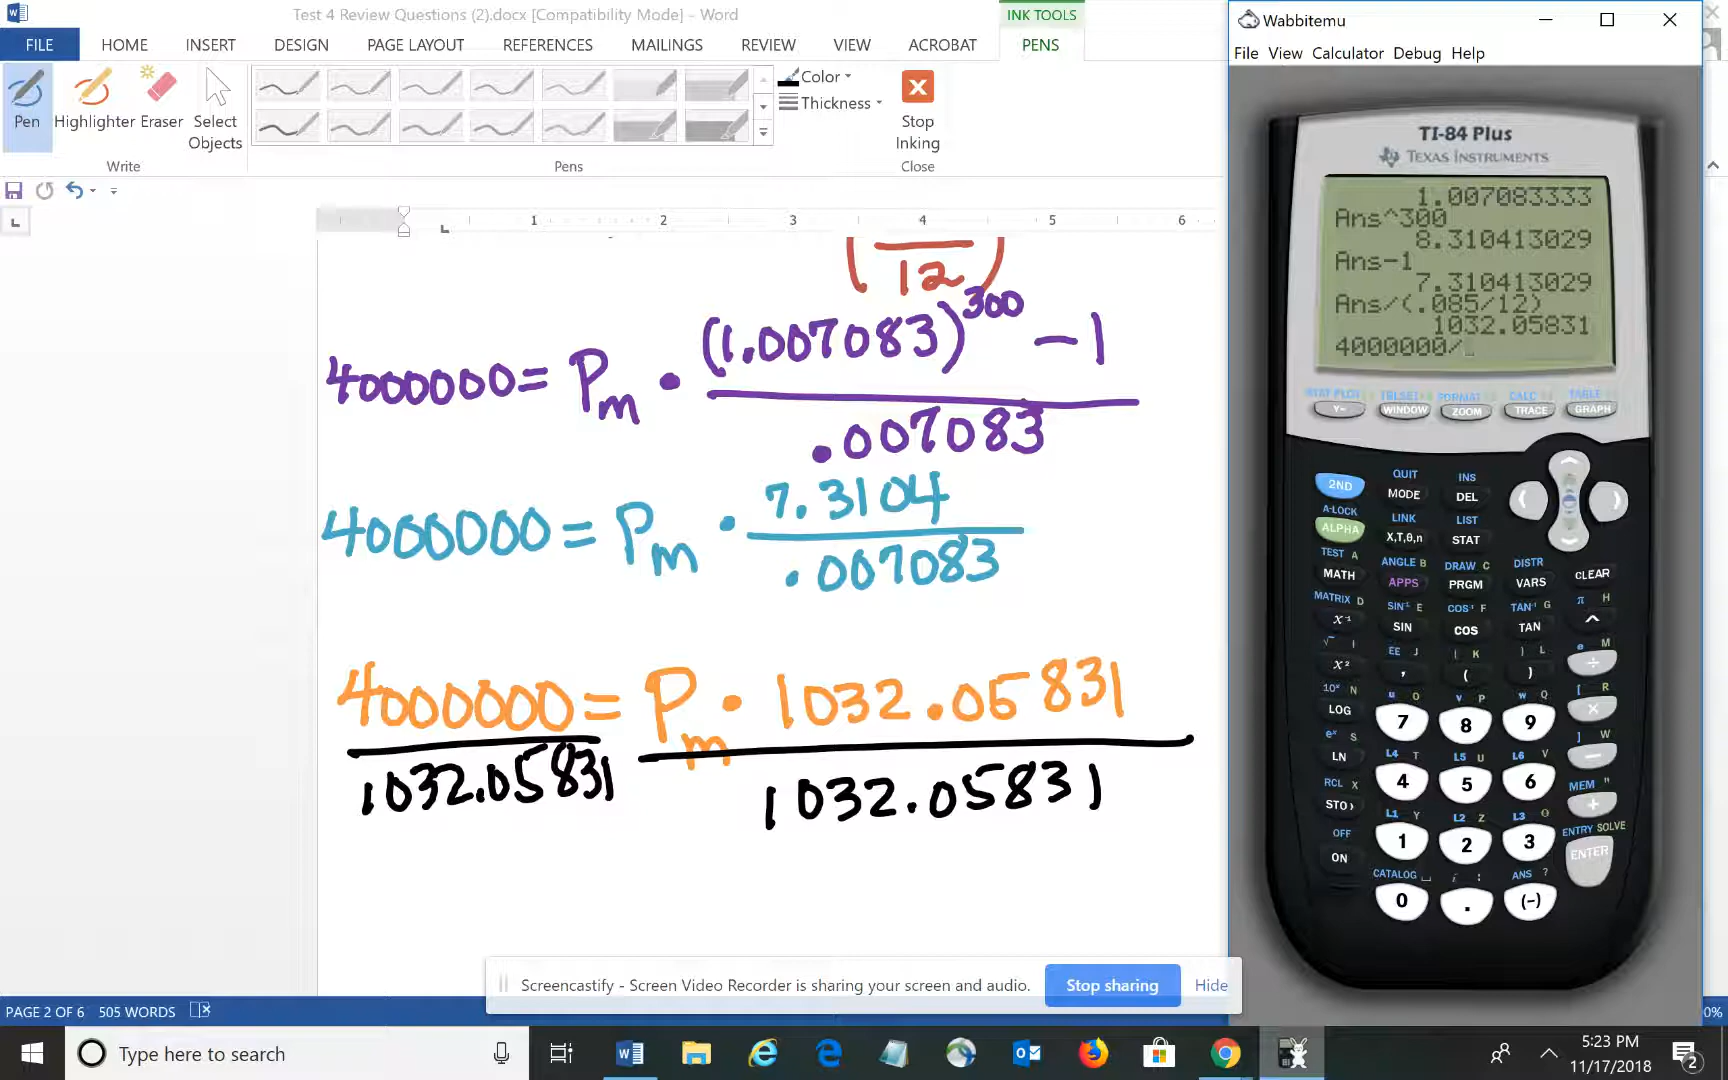 Test 4 Review Questions (2).docx [Compatibility Mode] - Word
INK TOOLS
FILE HOME INSERT DESIGN PAGE LAYOUT REFERENCES MAILINGS REVIEW VIEW ACROBAT PENS
Pen Highlighter Eraser Select Objects
Color
Thickness
Stop Inking
Write Pens Close
L
1 2 3 4 5 6
12
4000000 = Pm · (1.007083)^300 - 1
.007083
4000000 = Pm · 7.3104
.007083
4000000 = Pm · 1032.05831
1032.05831 1032.05831
Screencastify - Screen Video Recorder is sharing your screen and audio. Stop sharing Hide
PAGE 2 OF 6 505 WORDS
0%
Type here to search
5:23 PM
11/17/2018
2
Wabbitemu
File View Calculator Debug Help
TI-84 Plus
TEXAS INSTRUMENTS
1.007083333
Ans^300
8.310413029
Ans-1
7.310413029
Ans/(.085/12)
1032.05831
4000000/
STAT PLOT TBLSET FORMAT CALC TABLE
Y= WINDOW ZOOM TRACE GRAPH
QUIT INS
2ND MODE DEL
A-LOCK LINK LIST
ALPHA X,T,θ,n STAT
TEST A ANGLE B DRAW C DISTR
MATH APPS PRGM VARS CLEAR
MATRIX D SIN⁻¹ E COS⁻¹ F TAN⁻¹ G π H
X⁻¹ SIN COS TAN ^
√ I EE J { K } L e M
X² , ( ) ÷
10ˣ N u O v P w Q [ R
LOG 7 8 9 ×
eˣ S L4 T L5 U L6 V ] W
LN 4 5 6 −
RCL X L1 Y L2 Z L3 θ MEM "
STO› 1 2 3 +
OFF CATALOG i : ANS ? ENTRY SOLVE
ON 0 . (-) ENTER